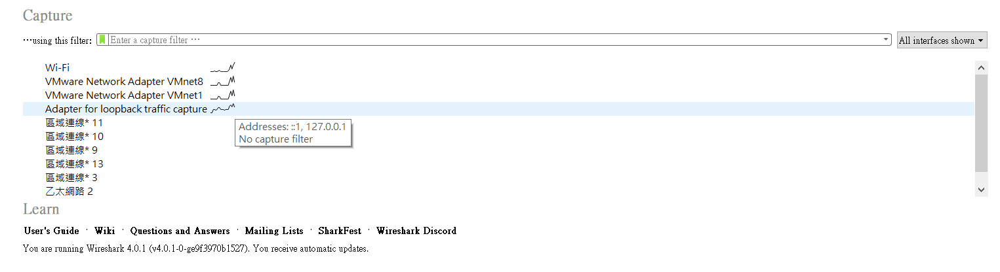 Capture
…using this filter: Enter a capture filter … All interfaces shown
Wi-Fi
VMware Network Adapter VMnet8
VMware Network Adapter VMnet1
Adapter for loopback traffic capture
區域連線* 11
Addresses: ::1, 127.0.0.1
No capture filter
區域連線* 10
區域連線* 9
區域連線* 13
區域連線* 3
乙太網路 2
Learn
User's Guide · Wiki · Questions and Answers · Mailing Lists · SharkFest · Wireshark Discord
You are running Wireshark 4.0.1 (v4.0.1-0-ge9f3970b1527). You receive automatic updates.